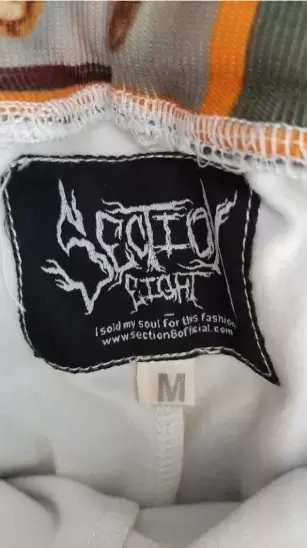 SECTION
EIGHT
i sold my soul for this fashion
www.section8official.com
M